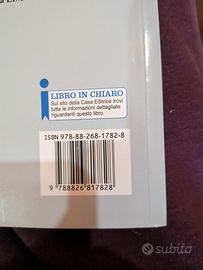 LIBRO IN CHIARO
Sul sito della Casa Editrice trovi
tutte le informazioni dettagliate
riguardanti questo libro.
ISBN 978-88-268-1782-8
9 788826 817828
subito